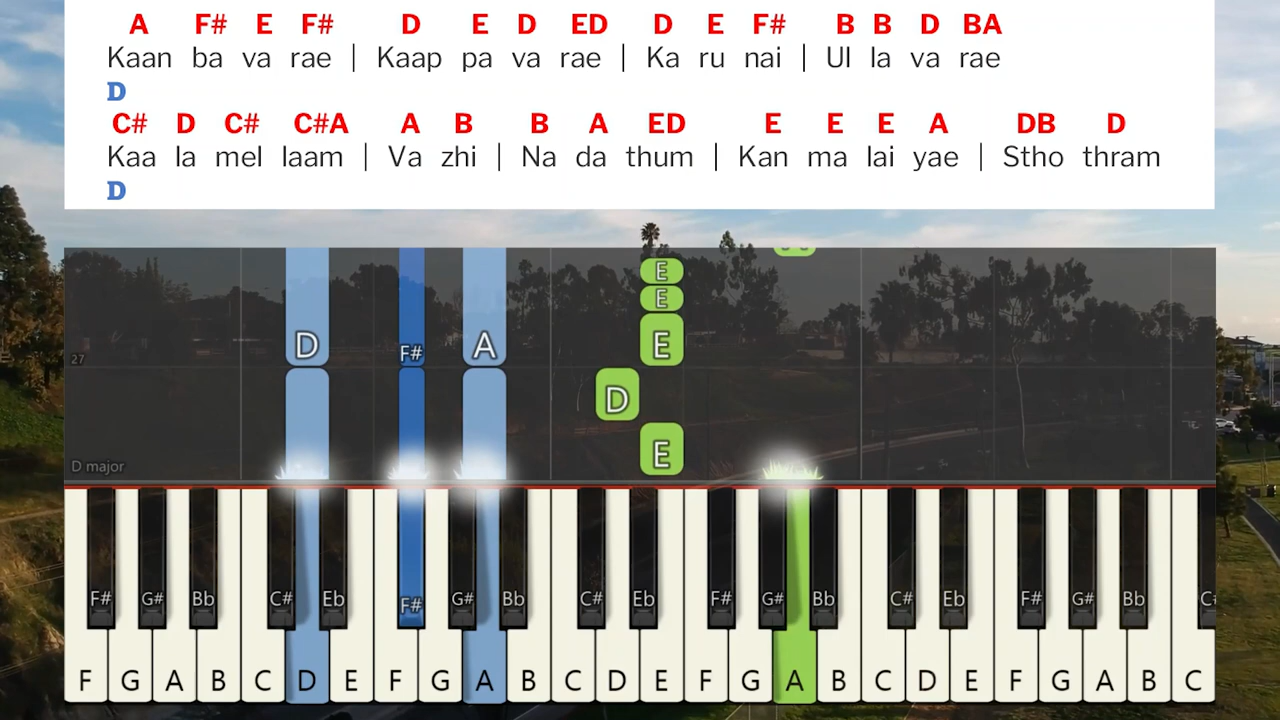 A F# E F# D E D ED D E F# B B D BA
Kaan ba va rae | Kaap pa va rae | Ka ru nai | Ul la va rae
D
C# D C# C#A A B B A ED E E E A DB D
Kaa la mel laam | Va zhi | Na da thum | Kan ma lai yae | Stho thram
D
E
E
D F# A E
27
D
D major E
F# G# Bb C# Eb F# G# Bb C# Eb F# G# Bb C# Eb F# G# Bb C#
F G A B C D E F G A B C D E F G A B C D E F G A B C